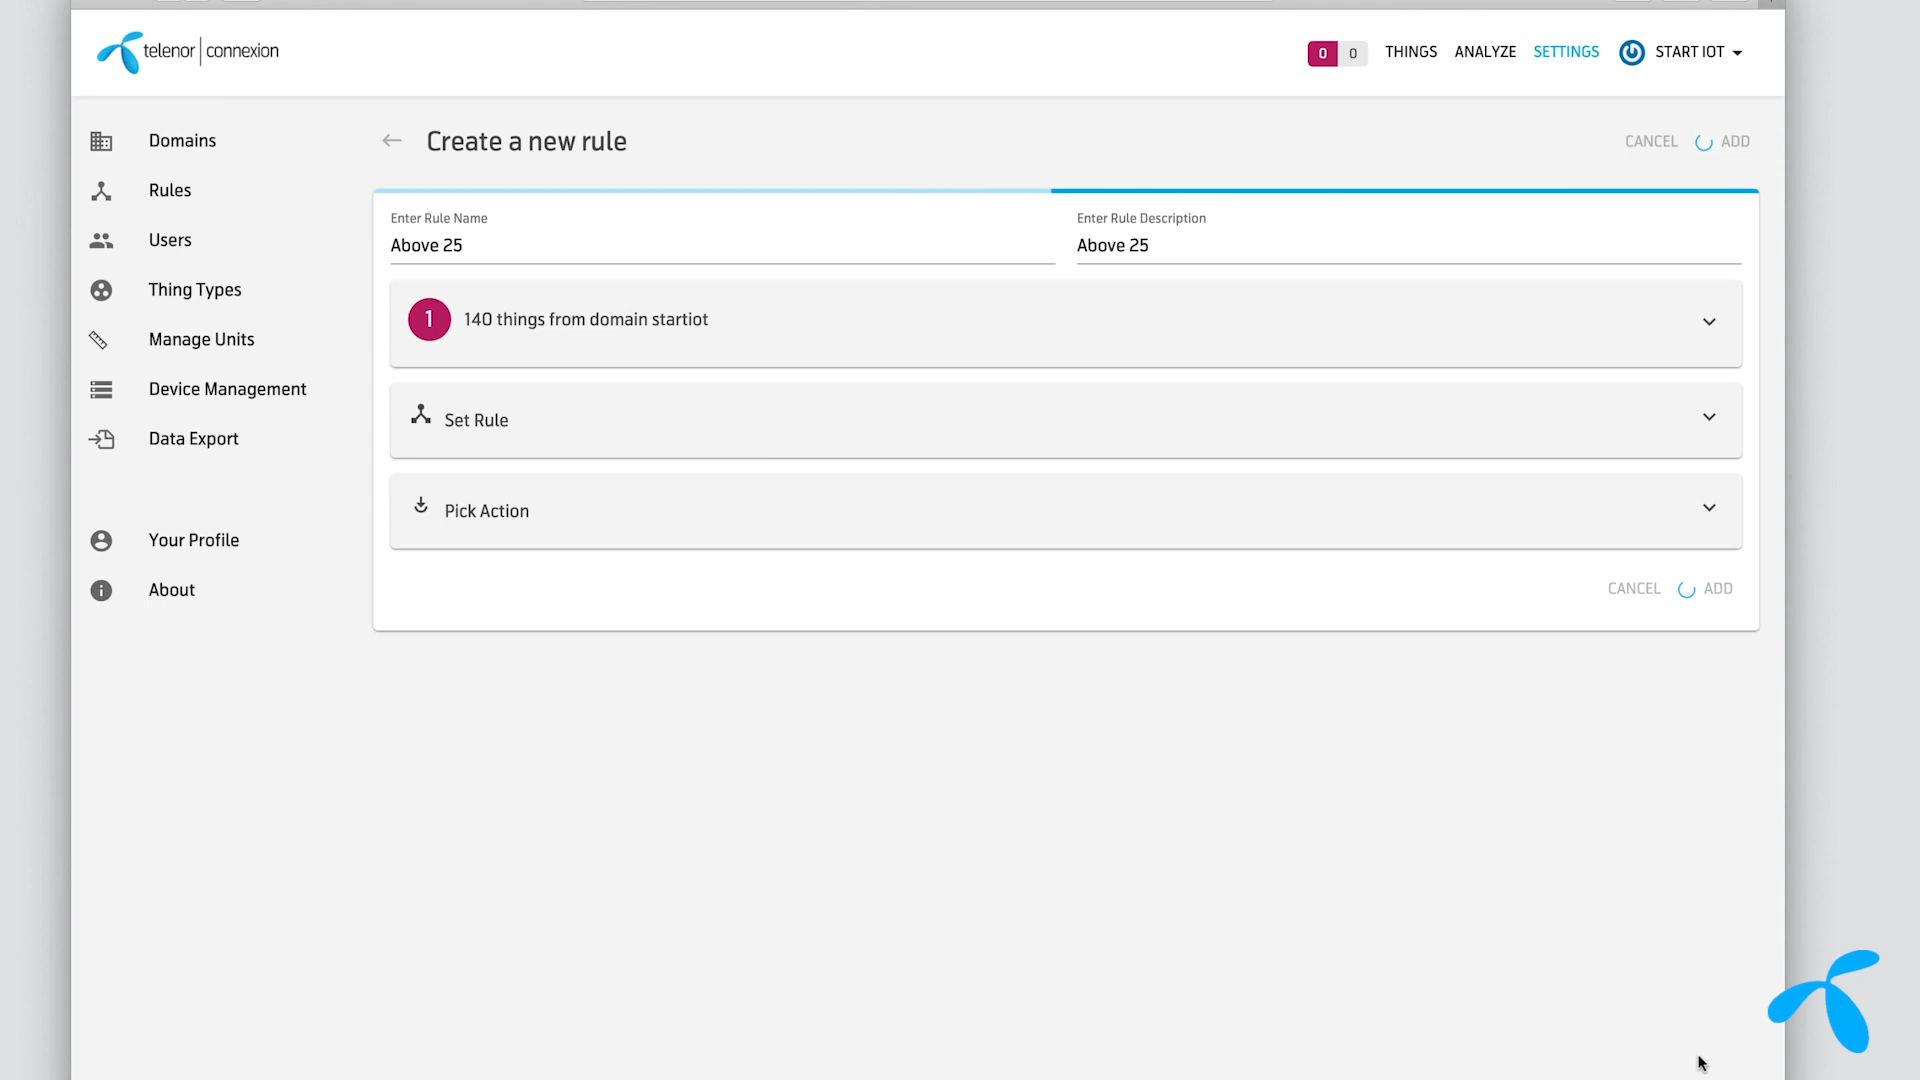 telenor | connexion
0 0 THINGS ANALYZE SETTINGS START IOT
Domains
Rules
Users
Thing Types
Manage Units
Device Management
Data Export
Your Profile
About
Create a new rule
CANCEL ADD
Enter Rule Name
Above 25
Enter Rule Description
Above 25
1 140 things from domain startiot
Set Rule
Pick Action
CANCEL ADD